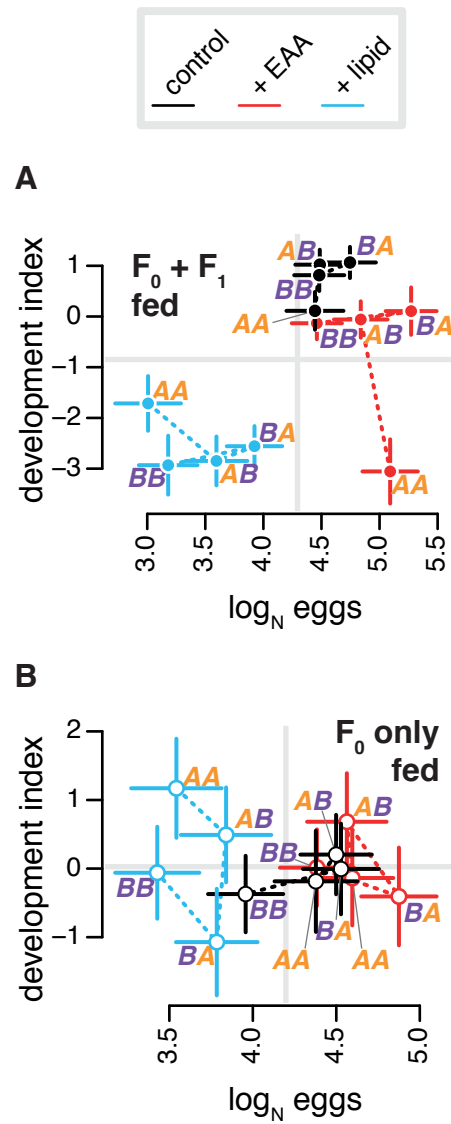 control
+ EAA
+ lipid
A
F0 + F1
fed
AB
BA
BB
AA
BB
AB
BA
AA
AA
BB
AB
BA
1
0
−1
−2
−3
development index
3.0
3.5
4.0
4.5
5.0
5.5
logN eggs
B
F0 only
fed
AA
AB
BB
BA
AB
BB
BB
BA
AA
AB
AA
BA
2
1
0
−1
development index
3.5
4.0
4.5
5.0
logN eggs